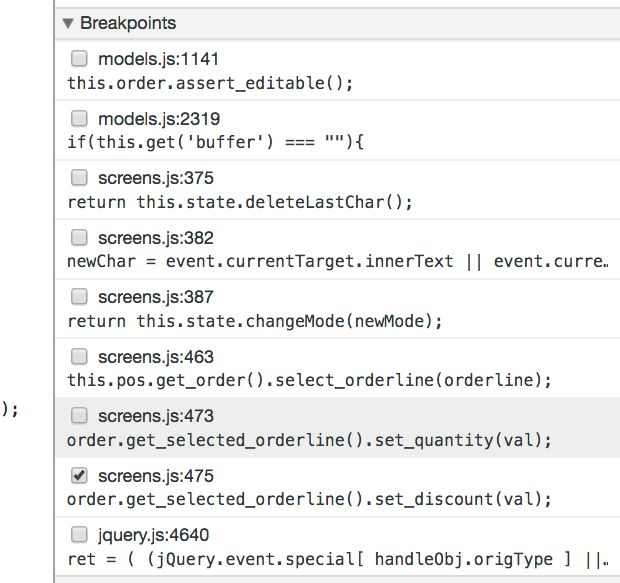 ▼ Breakpoints
models.js:1141
this.order.assert_editable();
models.js:2319
if(this.get('buffer') === ""){
screens.js:375
return this.state.deleteLastChar();
screens.js:382
newChar = event.currentTarget.innerText || event.curre…
screens.js:387
return this.state.changeMode(newMode);
screens.js:463
this.pos.get_order().select_orderline(orderline);
);
screens.js:473
order.get_selected_orderline().set_quantity(val);
screens.js:475
order.get_selected_orderline().set_discount(val);
jquery.js:4640
ret = ( (jQuery.event.special[ handleObj.origType ] ||…